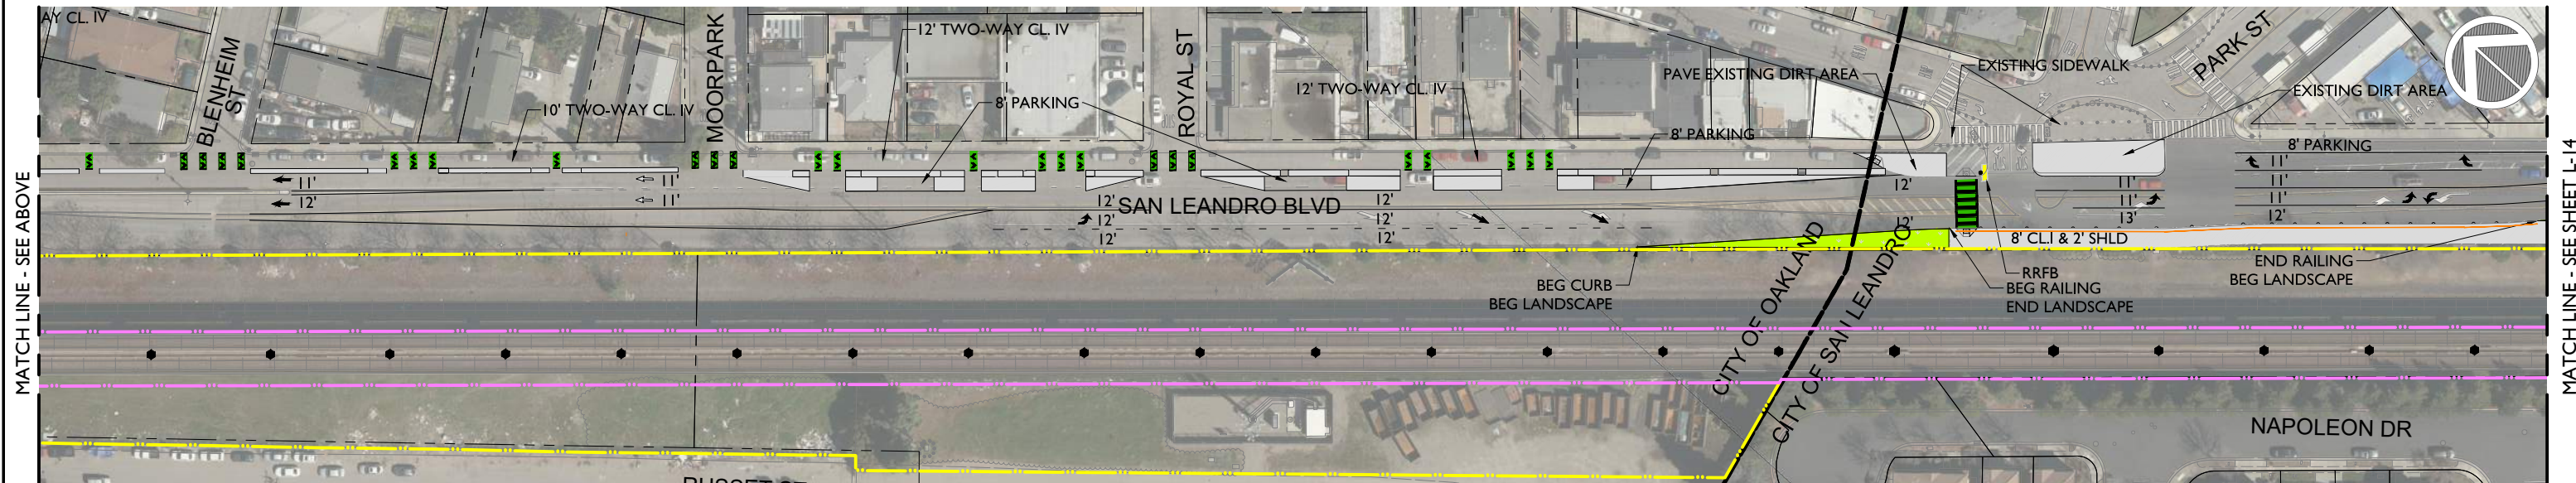 AY CL. IV
BLENHEIM
ST
10' TWO-WAY CL. IV
MOORPARK
12' TWO-WAY CL. IV
8' PARKING
ROYAL ST
12' TWO-WAY CL. IV
PAVE EXISTING DIRT AREA
8' PARKING
EXISTING SIDEWALK
PARK ST
EXISTING DIRT AREA
8' PARKING
MATCH LINE - SEE ABOVE
MATCH LINE - SEE SHEET L-14
11'
12'
11'
11'
12'
12'
12'
SAN LEANDRO BLVD
12'
12'
12'
12'
12'
11'
11'
13'
11'
11'
11'
12'
8' CL.I & 2' SHLD
BEG CURB
BEG LANDSCAPE
RRFB
BEG RAILING
END LANDSCAPE
END RAILING
BEG LANDSCAPE
CITY OF OAKLAND
CITY OF SAN LEANDRO
NAPOLEON DR